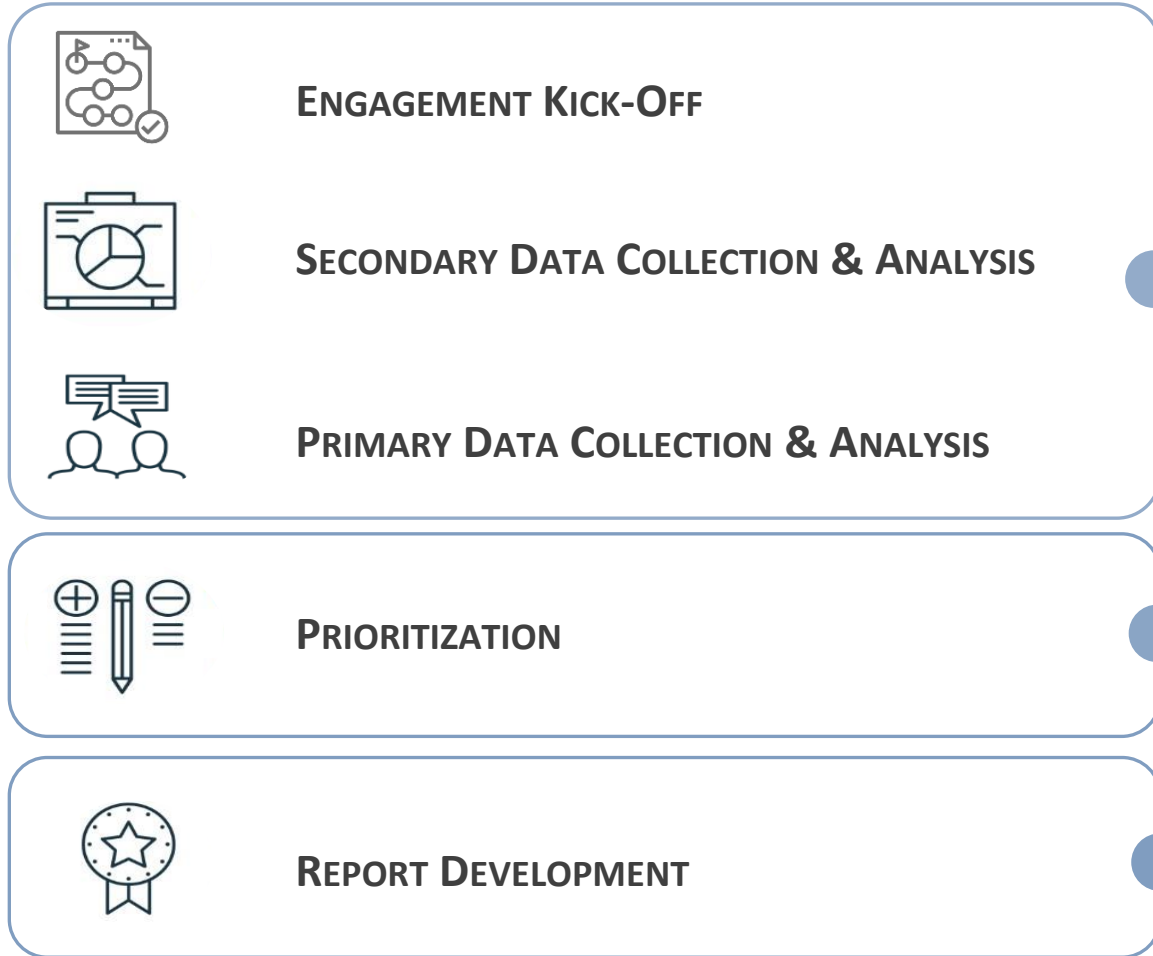 ENGAGEMENT KICK-OFF
SECONDARY DATA COLLECTION & ANALYSIS
PRIMARY DATA COLLECTION & ANALYSIS
PRIORITIZATION
REPORT DEVELOPMENT